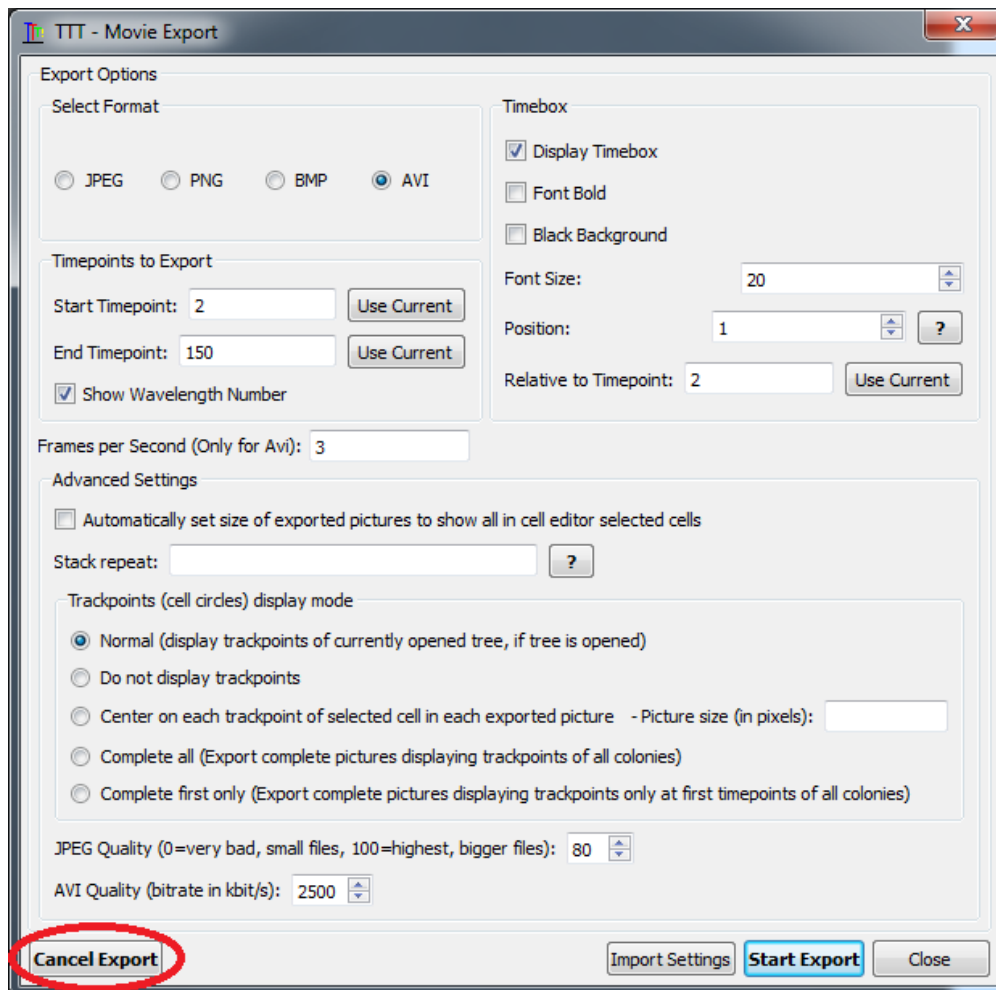 TTT - Movie Export
Export Options
Select Format
JPEG PNG BMP AVI
Timepoints to Export
Start Timepoint: 2 Use Current
End Timepoint: 150 Use Current
Show Wavelength Number
Timebox
Display Timebox
Font Bold
Black Background
Font Size: 20
Position: 1 ?
Relative to Timepoint: 2 Use Current
Frames per Second (Only for Avi): 3
Advanced Settings
Automatically set size of exported pictures to show all in cell editor selected cells
Stack repeat: ?
Trackpoints (cell circles) display mode
Normal (display trackpoints of currently opened tree, if tree is opened)
Do not display trackpoints
Center on each trackpoint of selected cell in each exported picture - Picture size (in pixels):
Complete all (Export complete pictures displaying trackpoints of all colonies)
Complete first only (Export complete pictures displaying trackpoints only at first timepoints of all colonies)
JPEG Quality (0=very bad, small files, 100=highest, bigger files): 80
AVI Quality (bitrate in kbit/s): 2500
Cancel Export Import Settings Start Export Close